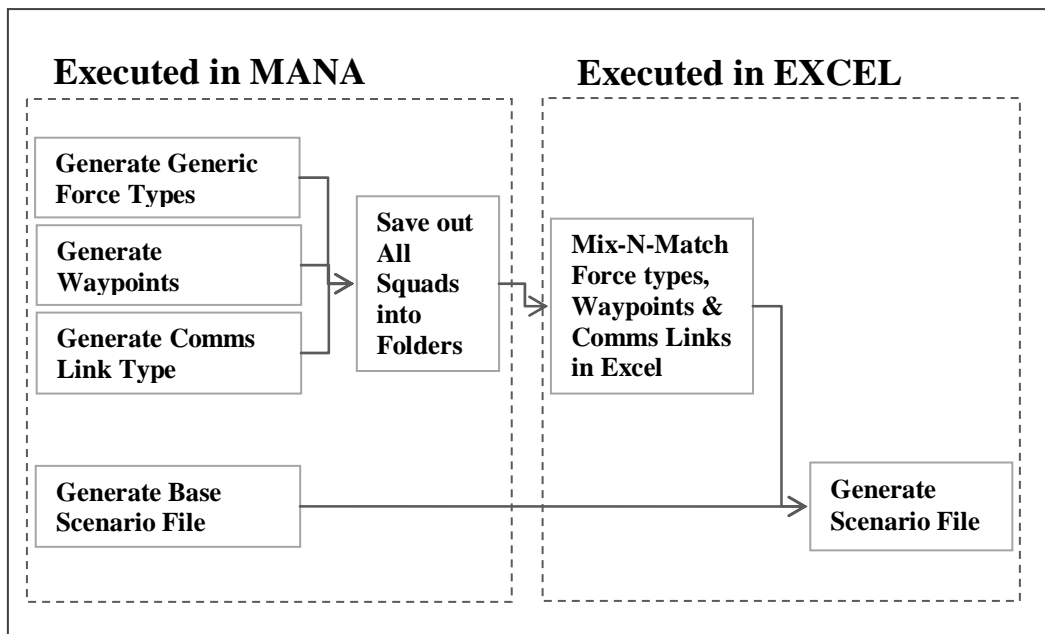 Executed in MANA
Executed in EXCEL
Generate Generic
Force Types
Generate
Waypoints
Generate Comms
Link Type
Save out
All
Squads
into
Folders
Mix-N-Match
Force types,
Waypoints &
Comms Links
in Excel
Generate Base
Scenario File
Generate
Scenario File